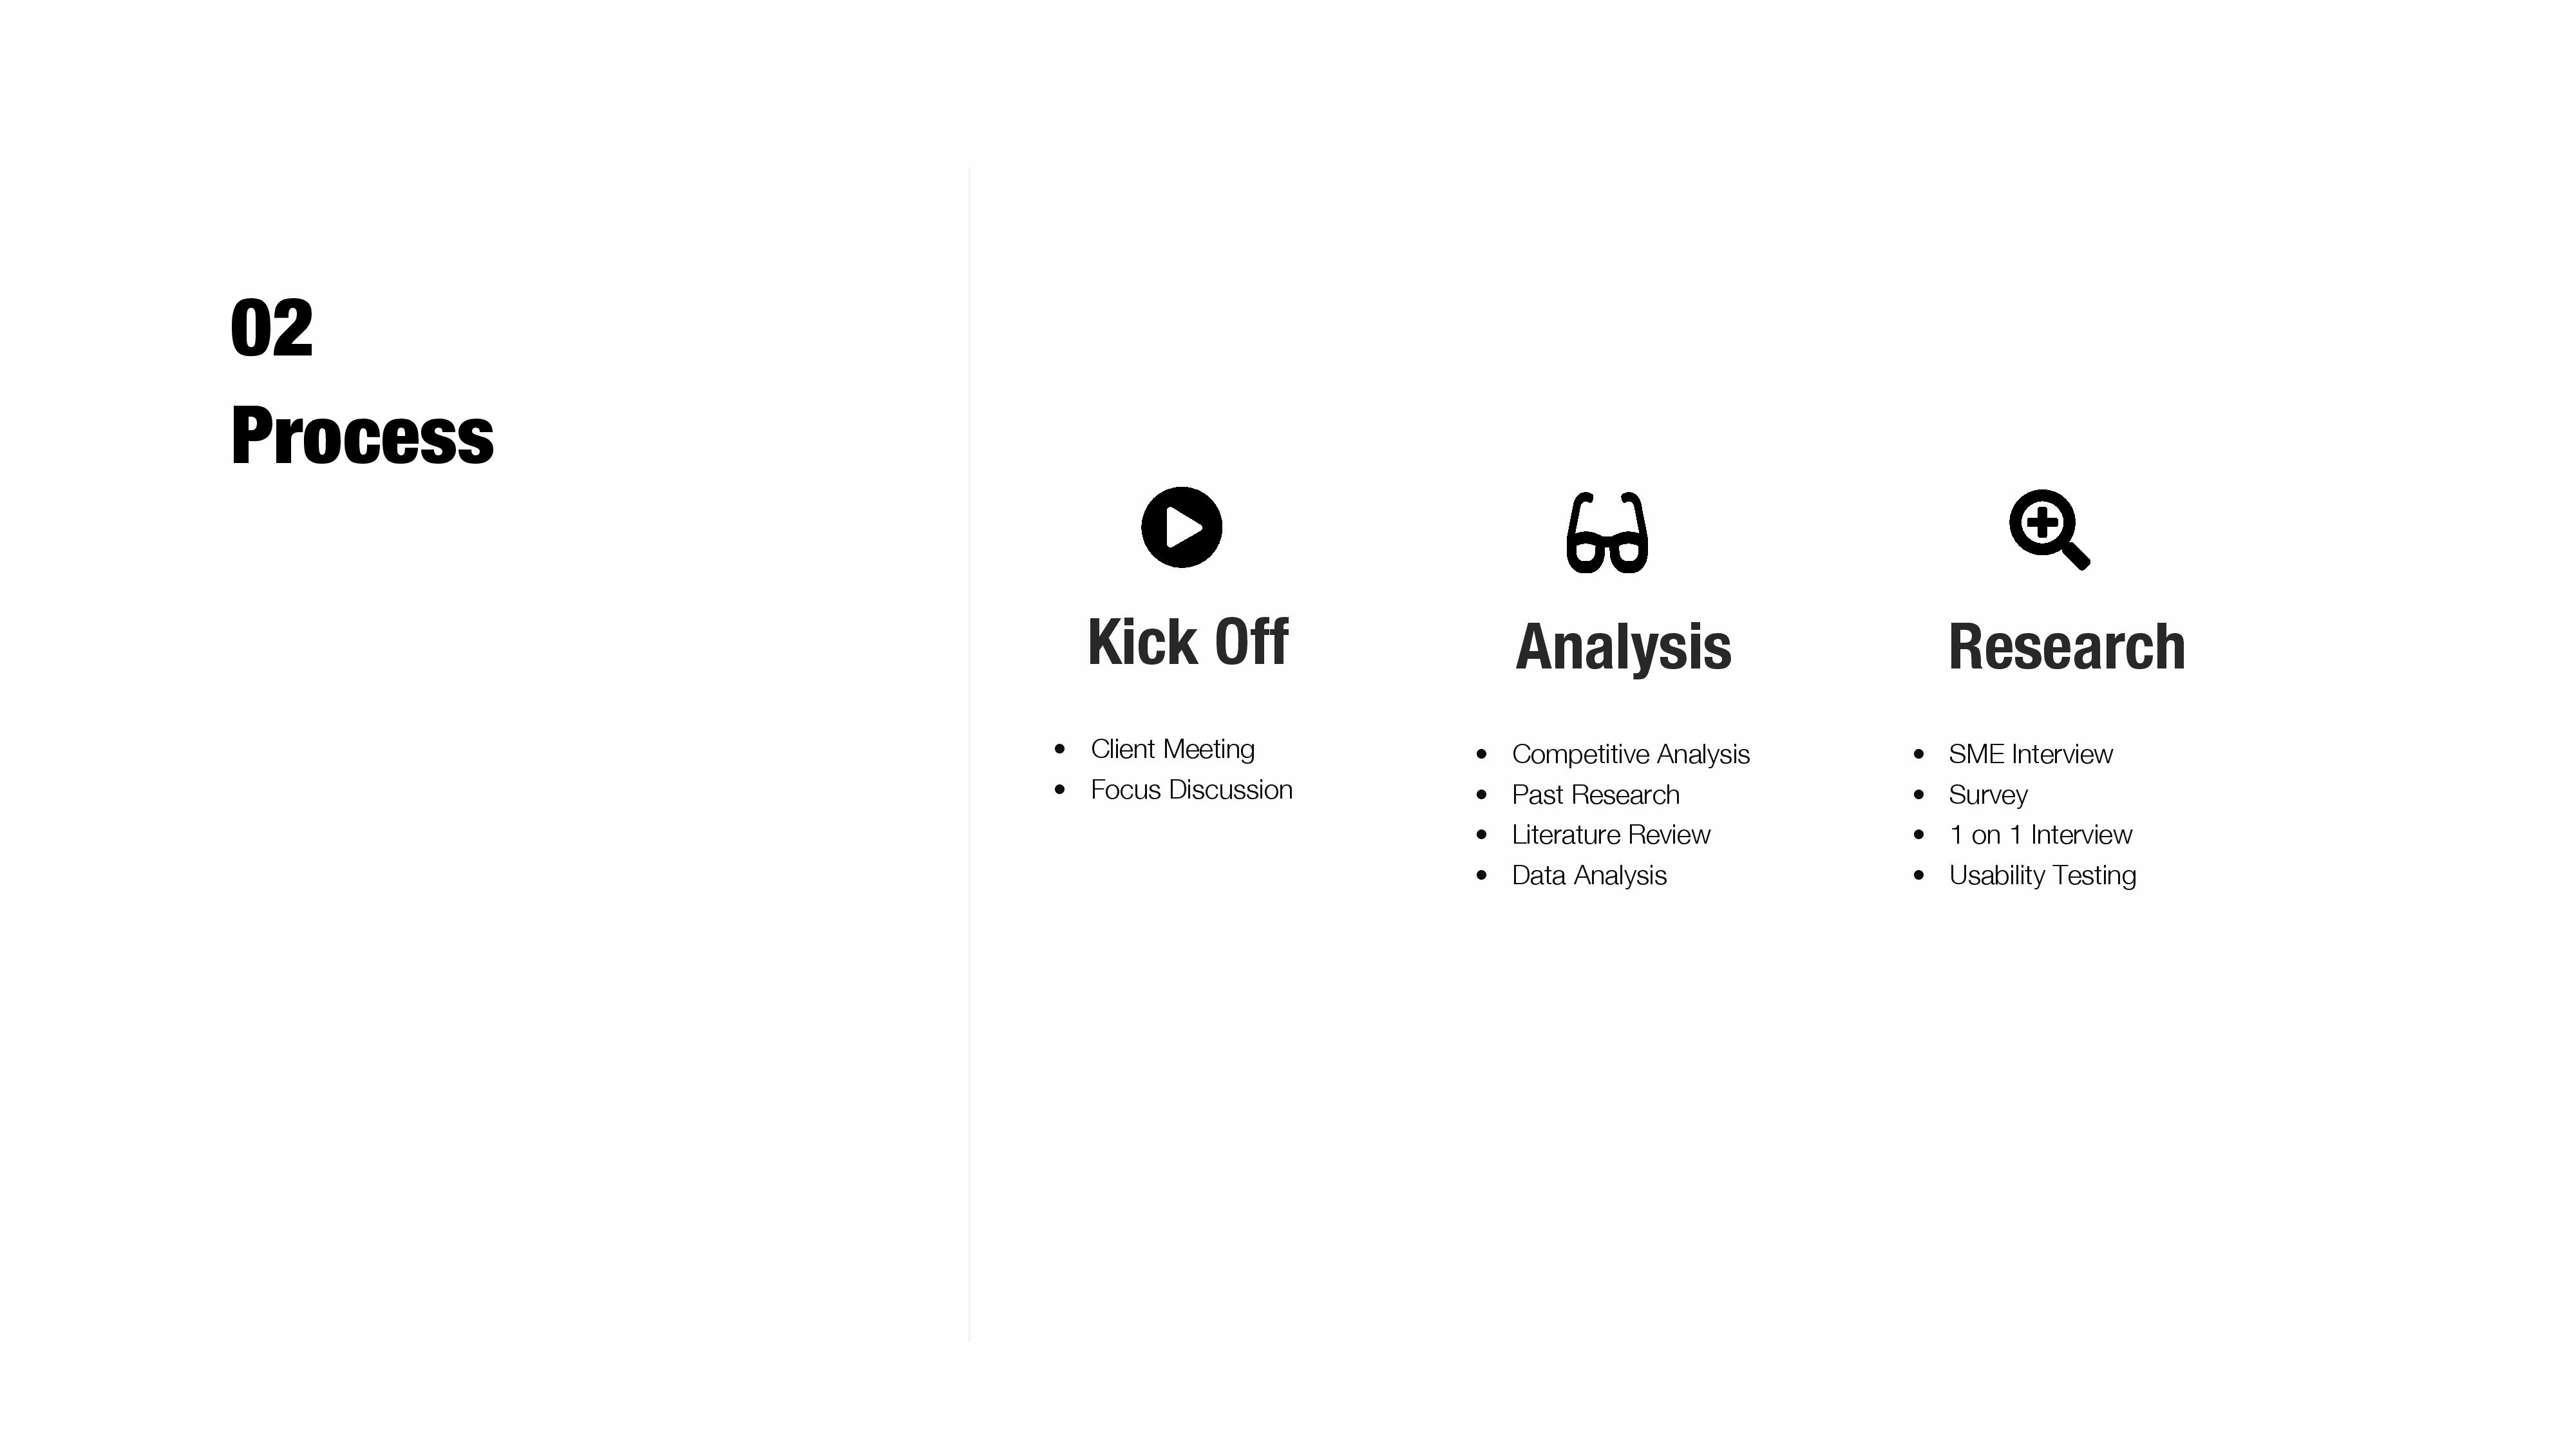 02
Process
Kick Off
• Client Meeting
• Focus Discussion
Analysis
• Competitive Analysis
• Past Research
• Literature Review
• Data Analysis
Research
• SME Interview
• Survey
• 1 on 1 Interview
• Usability Testing